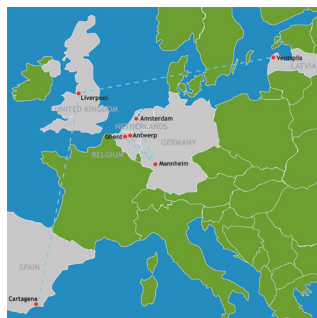 Ventspils
LATVIA
Liverpool
UNITED KINGDOM
Amsterdam
NETHERLANDS
Ghent
Antwerp
GERMANY
BELGIUM
Mannheim
SPAIN
Cartagena